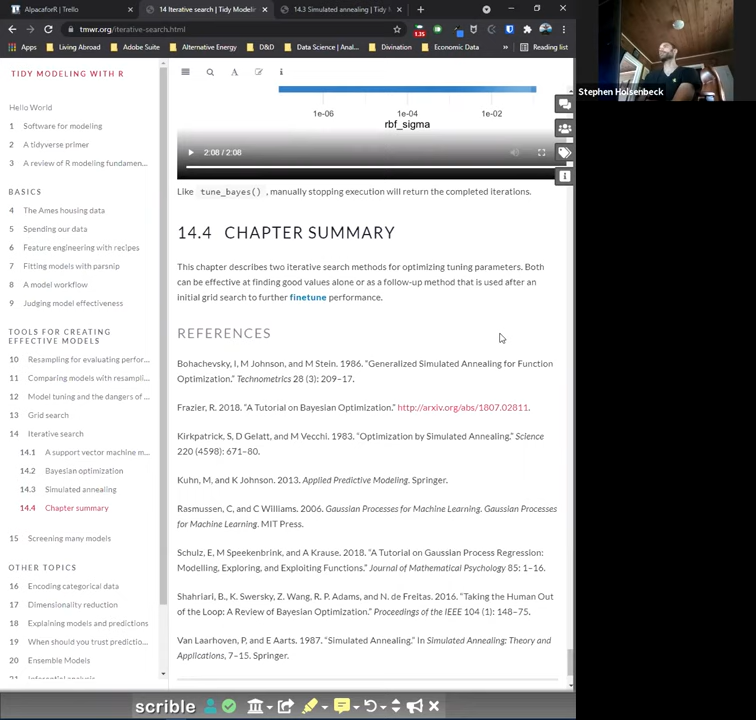 AlpacaforR | Trello
14 Iterative search | Tidy Modelin
14.3 Simulated annealing | Tidy M
tmwr.org/iterative-search.html
Apps
Living Abroad
Adobe Suite
Alternative Energy
D&D
Data Science | Anal...
Divination
Economic Data
Reading list
1.35
TIDY MODELING WITH R
Hello World
1 Software for modeling
2 A tidyverse primer
3 A review of R modeling fundamen...
BASICS
4 The Ames housing data
5 Spending our data
6 Feature engineering with recipes
7 Fitting models with parsnip
8 A model workflow
9 Judging model effectiveness
TOOLS FOR CREATING
EFFECTIVE MODELS
10 Resampling for evaluating perfor...
11 Comparing models with resampli...
12 Model tuning and the dangers of ...
13 Grid search
14 Iterative search
14.1 A support vector machine m...
14.2 Bayesian optimization
14.3 Simulated annealing
14.4 Chapter summary
15 Screening many models
OTHER TOPICS
16 Encoding categorical data
17 Dimensionality reduction
18 Explaining models and predictions
19 When should you trust predictio...
20 Ensemble Models
21 Inferential analysis
1e-06 1e-04 1e-02
rbf_sigma
2:08 / 2:08
Like tune_bayes() , manually stopping execution will return the completed iterations.
14.4 CHAPTER SUMMARY
This chapter describes two iterative search methods for optimizing tuning parameters. Both
can be effective at finding good values alone or as a follow-up method that is used after an
initial grid search to further finetune performance.
REFERENCES
Bohachevsky, I, M Johnson, and M Stein. 1986. "Generalized Simulated Annealing for Function
Optimization." Technometrics 28 (3): 209–17.
Frazier, R. 2018. "A Tutorial on Bayesian Optimization." http://arxiv.org/abs/1807.02811.
Kirkpatrick, S, D Gelatt, and M Vecchi. 1983. "Optimization by Simulated Annealing." Science
220 (4598): 671–80.
Kuhn, M, and K Johnson. 2013. Applied Predictive Modeling. Springer.
Rasmussen, C, and C Williams. 2006. Gaussian Processes for Machine Learning. Gaussian Processes
for Machine Learning. MIT Press.
Schulz, E, M Speekenbrink, and A Krause. 2018. "A Tutorial on Gaussian Process Regression:
Modelling, Exploring, and Exploiting Functions." Journal of Mathematical Psychology 85: 1–16.
Shahriari, B., K. Swersky, Z. Wang, R. P. Adams, and N. de Freitas. 2016. "Taking the Human Out
of the Loop: A Review of Bayesian Optimization." Proceedings of the IEEE 104 (1): 148–75.
Van Laarhoven, P, and E Aarts. 1987. "Simulated Annealing." In Simulated Annealing: Theory and
Applications, 7–15. Springer.
scrible
Stephen Holsenbeck